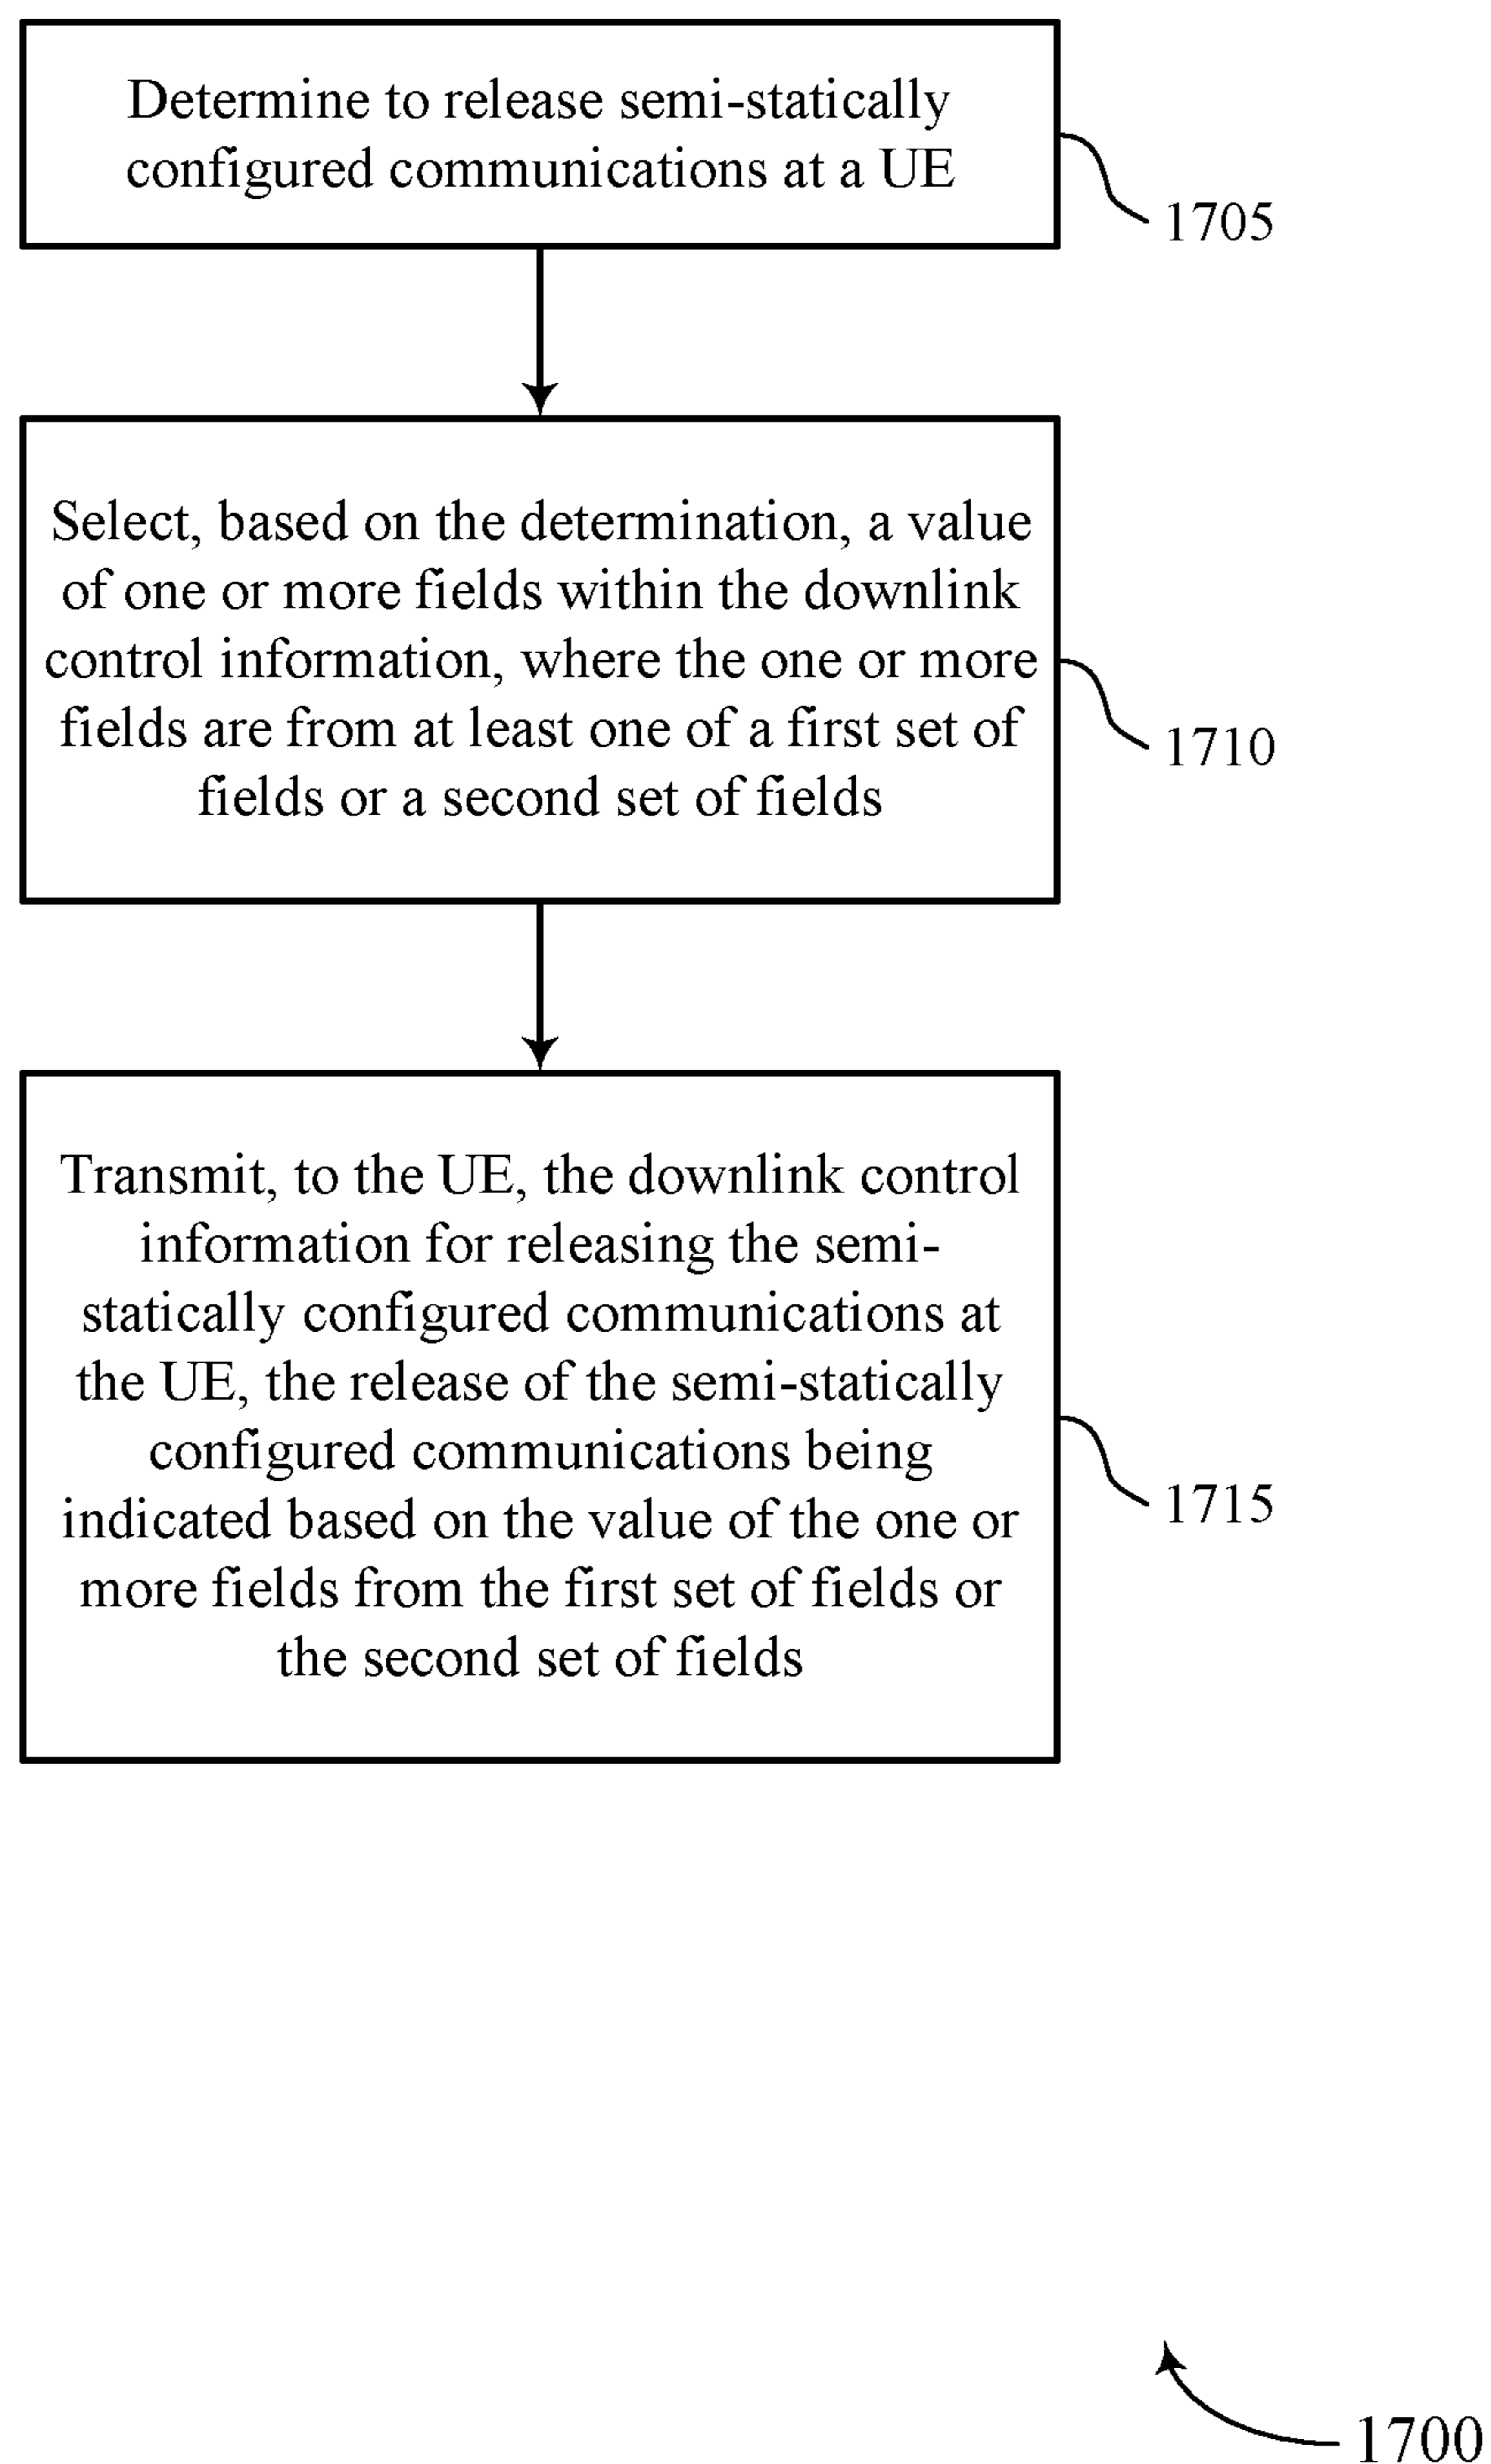 Determine to release semi-statically
configured communications at a UE
1705
Select, based on the determination, a value
of one or more fields within the downlink
control information, where the one or more
fields are from at least one of a first set of
fields or a second set of fields
1710
Transmit, to the UE, the downlink control
information for releasing the semi-
statically configured communications at
the UE, the release of the semi-statically
configured communications being
indicated based on the value of the one or
more fields from the first set of fields or
the second set of fields
1715
1700